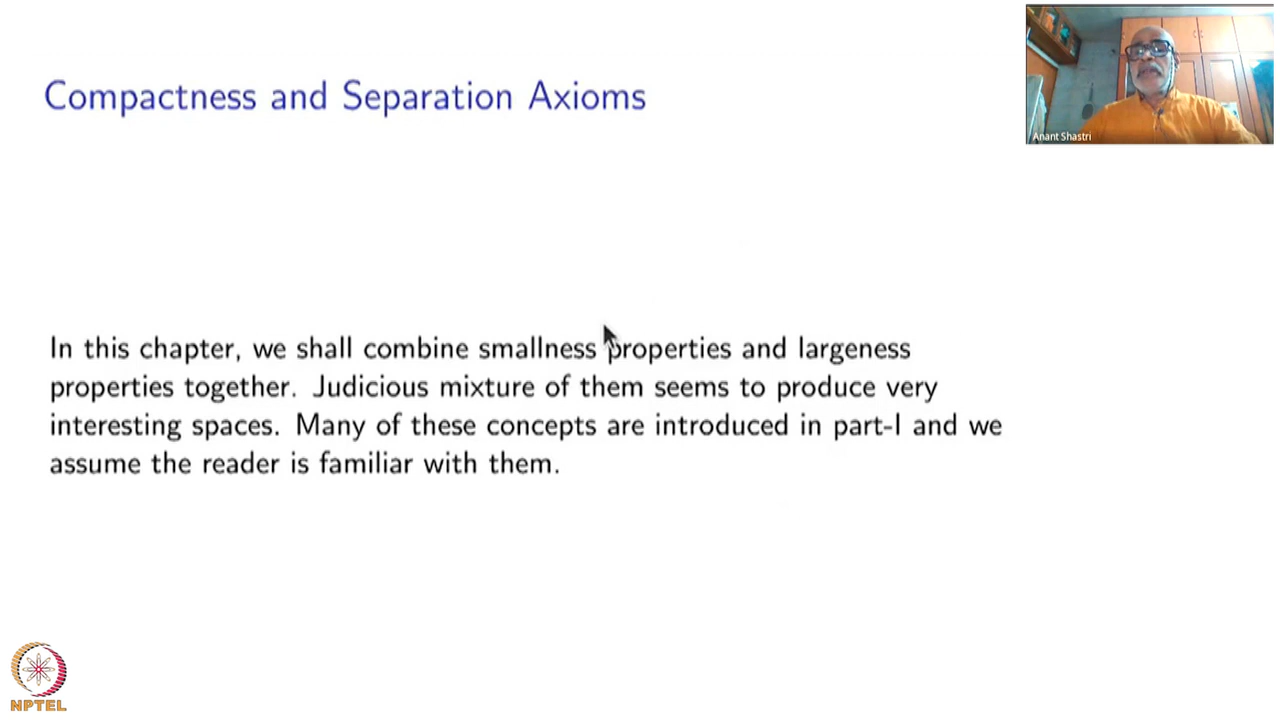 Compactness and Separation Axioms
Anant Shastri
In this chapter, we shall combine smallness properties and largeness
properties together. Judicious mixture of them seems to produce very
interesting spaces. Many of these concepts are introduced in part-I and we
assume the reader is familiar with them.
NPTEL